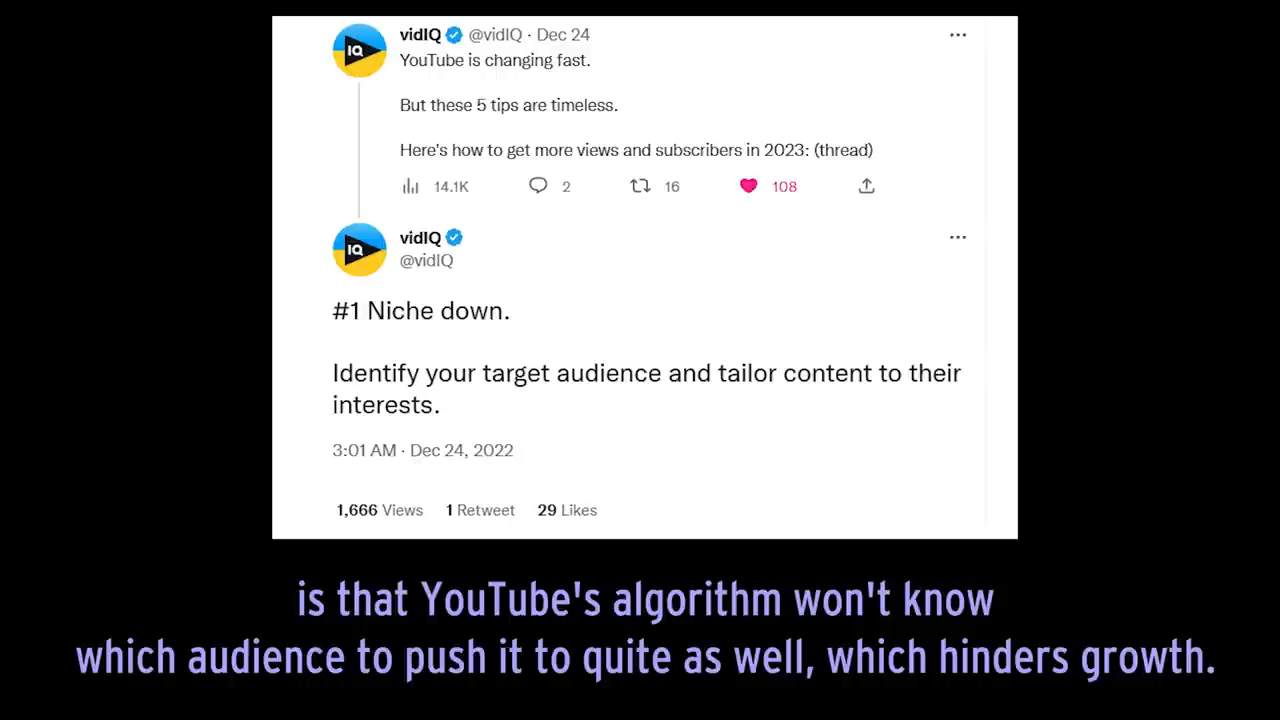 vidIQ @vidIQ · Dec 24
YouTube is changing fast.
But these 5 tips are timeless.
Here's how to get more views and subscribers in 2023: (thread)
14.1K 2 16 108
IQ
vidIQ
@vidIQ
IQ
#1 Niche down.
Identify your target audience and tailor content to their
interests.
3:01 AM · Dec 24, 2022
1,666 Views 1 Retweet 29 Likes
is that YouTube's algorithm won't know
which audience to push it to quite as well, which hinders growth.